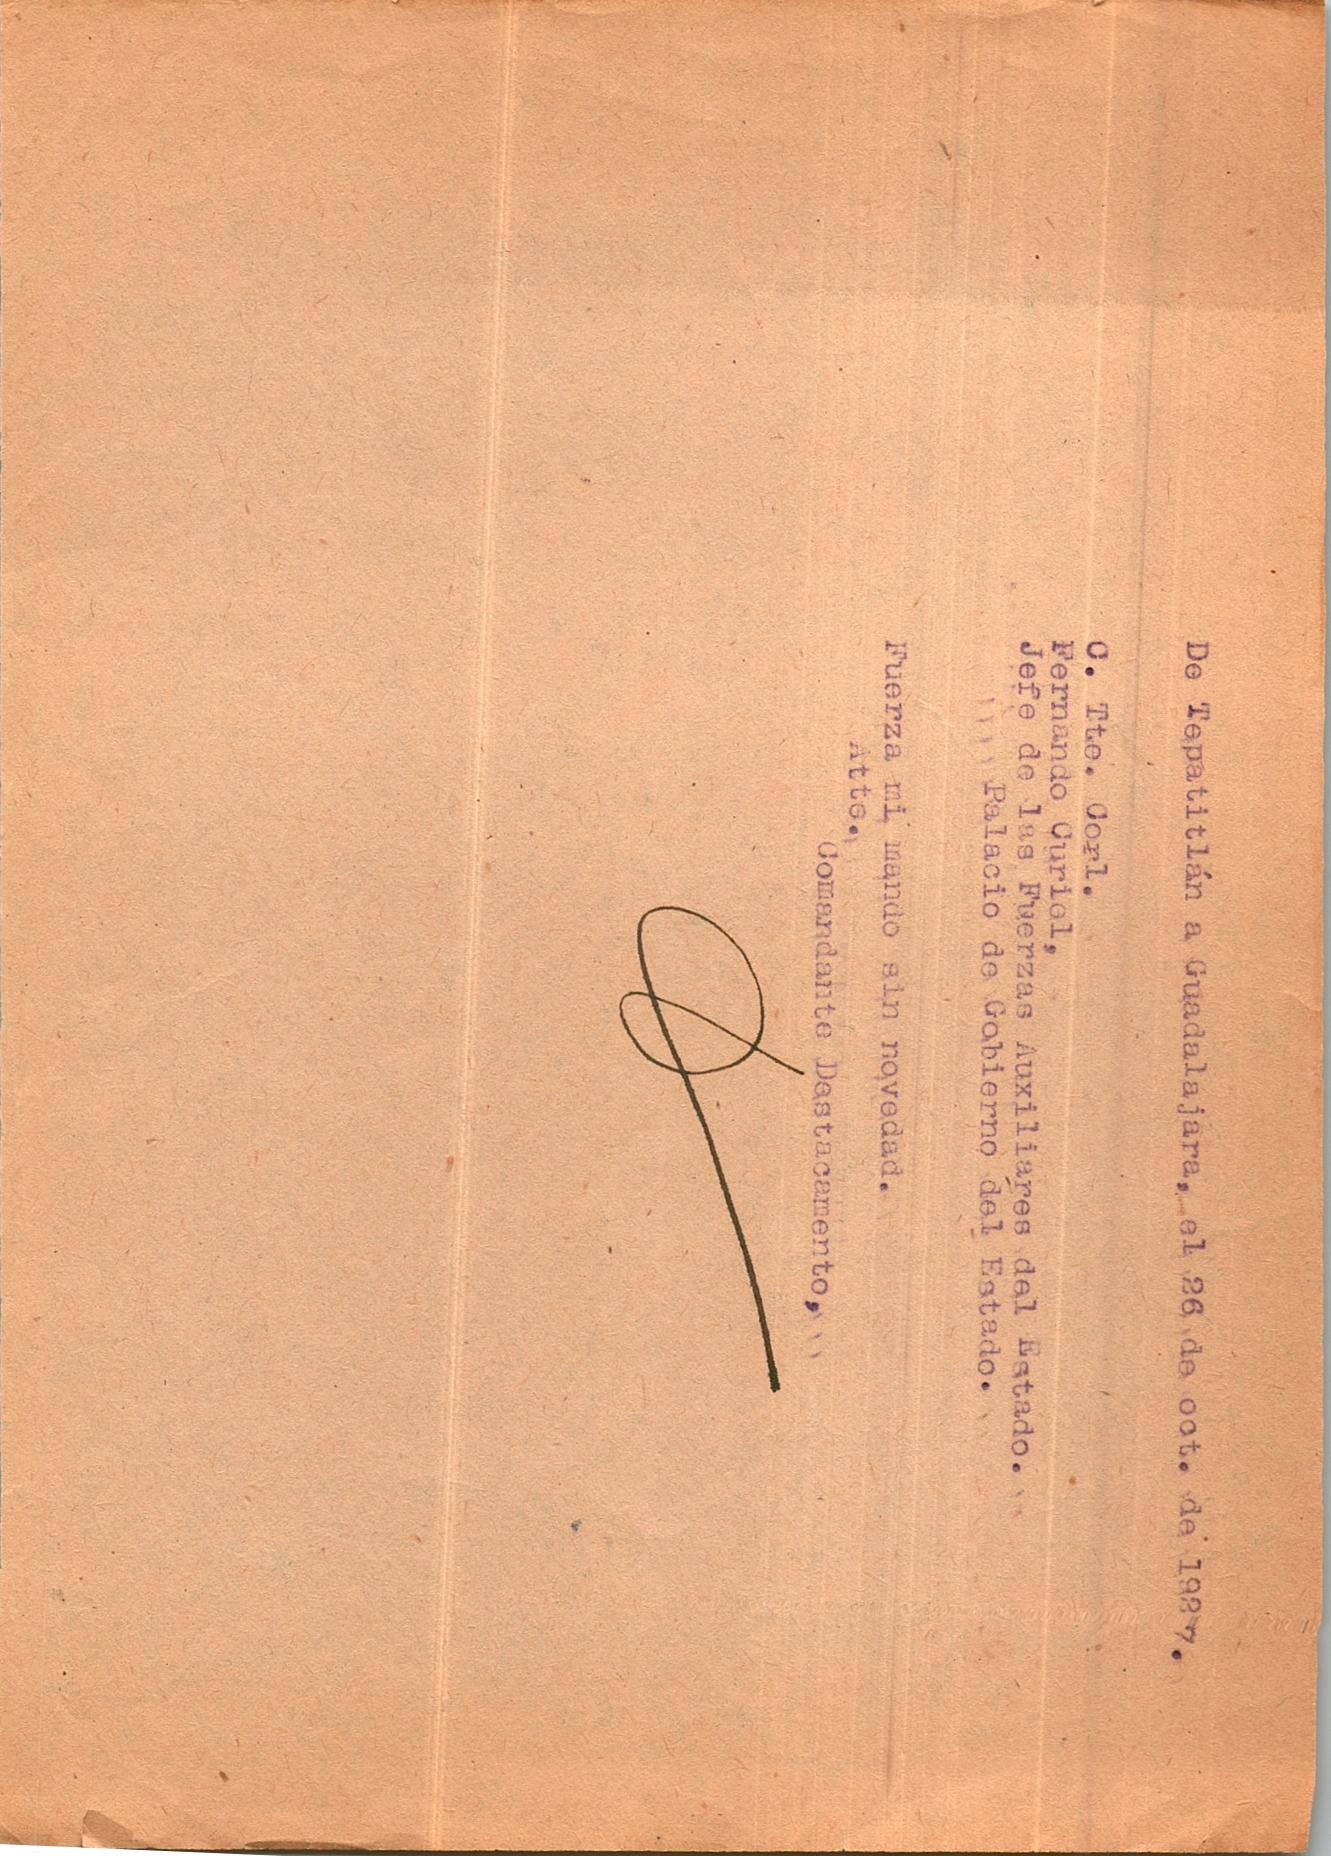 De Tepatitlán a Guadalajara, el 26 de oct. de 1927.
C. Tte. Corl.
Fernando Curiel,
Jefe de las Fuerzas Auxiliares del Estado.
Palacio de Gobierno del Estado.
Fuerza mi mando sin novedad.
Atte.
Comandante Destacamento,